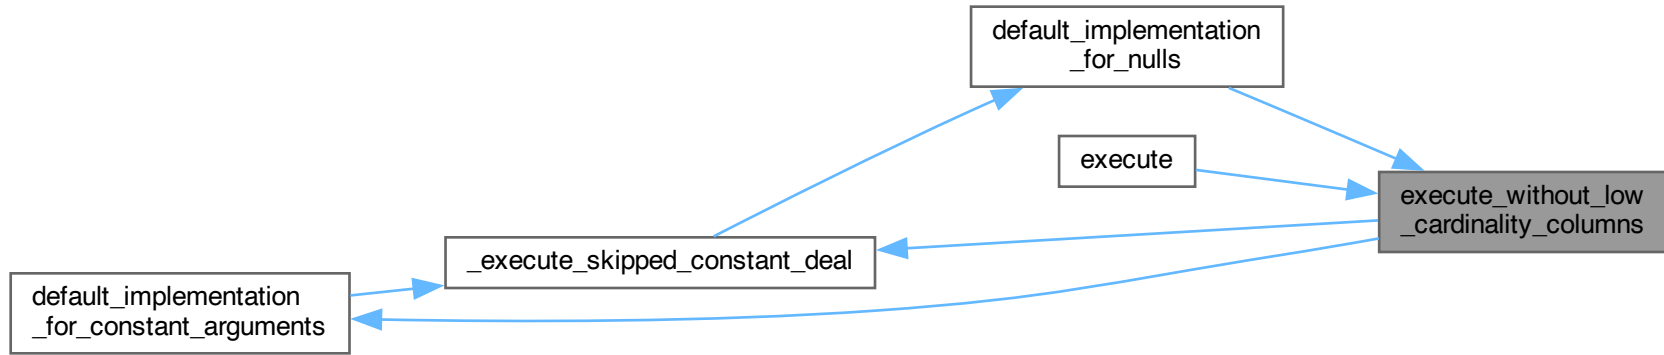 default_implementation
_for_nulls
execute
execute_without_low
_cardinality_columns
_execute_skipped_constant_deal
default_implementation
_for_constant_arguments